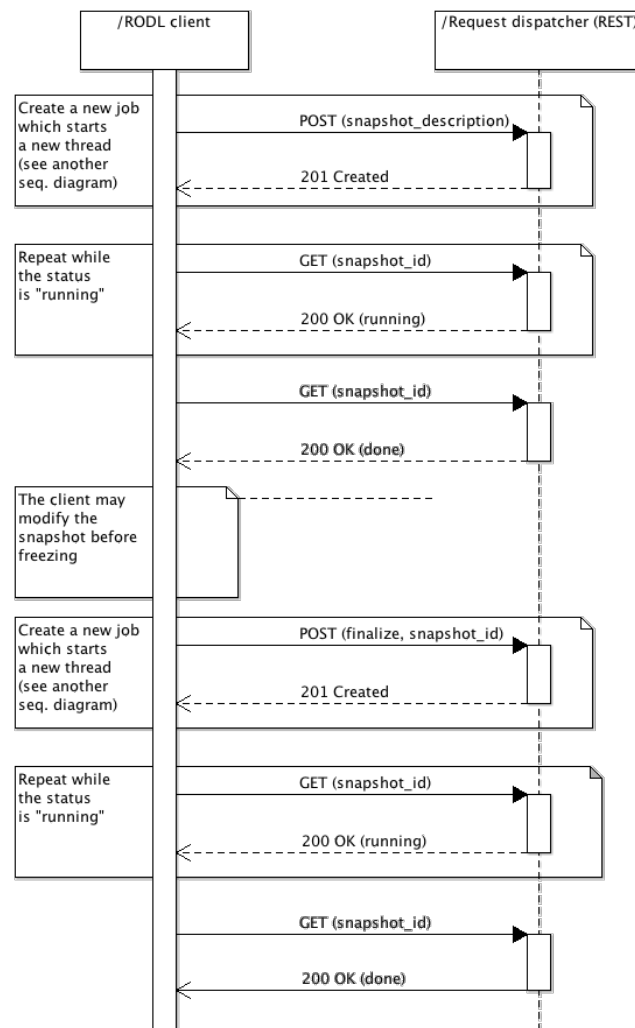 /RODL client
/Request dispatcher (REST)
Create a new job
which starts
a new thread
(see another
seq. diagram)
POST (snapshot_description)
201 Created
Repeat while
the status
is "running"
GET (snapshot_id)
200 OK (running)
GET (snapshot_id)
200 OK (done)
The client may
modify the
snapshot before
freezing
Create a new job
which starts
a new thread
(see another
seq. diagram)
POST (finalize, snapshot_id)
201 Created
Repeat while
the status
is "running"
GET (snapshot_id)
200 OK (running)
GET (snapshot_id)
200 OK (done)